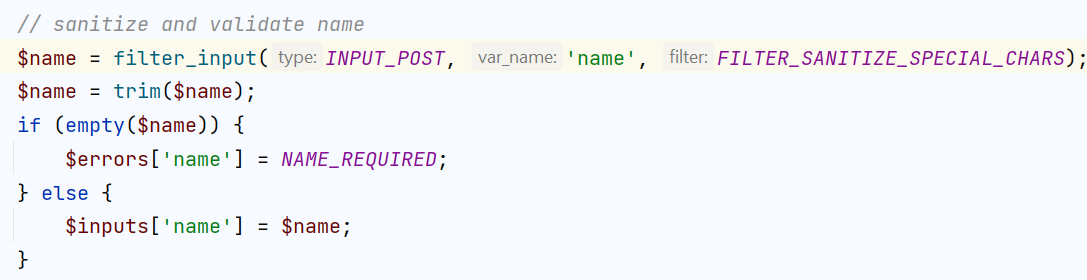 // sanitize and validate name
$name = filter_input( type: INPUT_POST, var_name: 'name', filter: FILTER_SANITIZE_SPECIAL_CHARS);
$name = trim($name);
if (empty($name)) {
    $errors['name'] = NAME_REQUIRED;
} else {
    $inputs['name'] = $name;
}